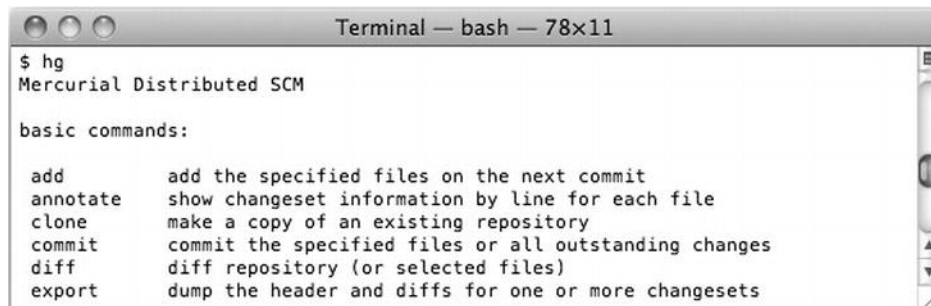 Terminal — bash — 78×11
$ hg
Mercurial Distributed SCM
basic commands:
add add the specified files on the next commit
annotate show changeset information by line for each file
clone make a copy of an existing repository
commit commit the specified files or all outstanding changes
diff diff repository (or selected files)
export dump the header and diffs for one or more changesets